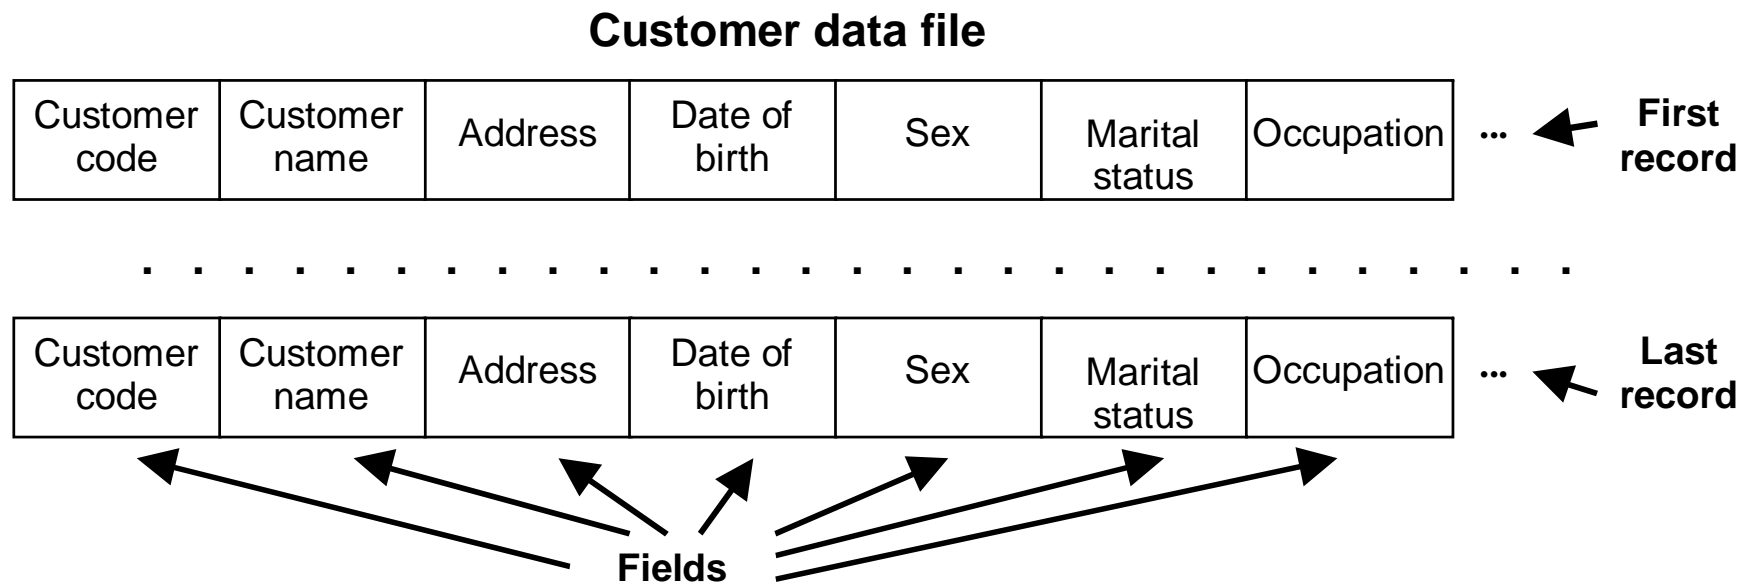 Customer data file
Customer code
Customer name
Address
Date of birth
Sex
Marital status
Occupation
...
First record
. . . . . . . . . . . . . . . . . . . . . . . . . . . . .
Customer code
Customer name
Address
Date of birth
Sex
Marital status
Occupation
...
Last record
Fields